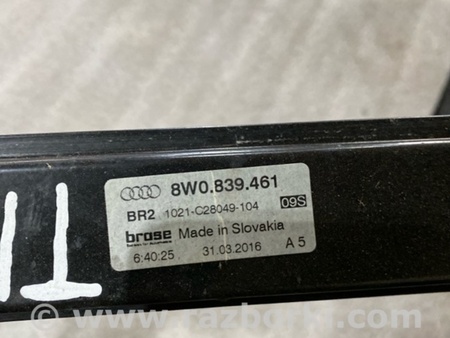 8W0.839.461
BR2 1021-C28049-104 09S
brose Made in Slovakia
6:40:25 31.03.2016 A 5
www.razborki.com